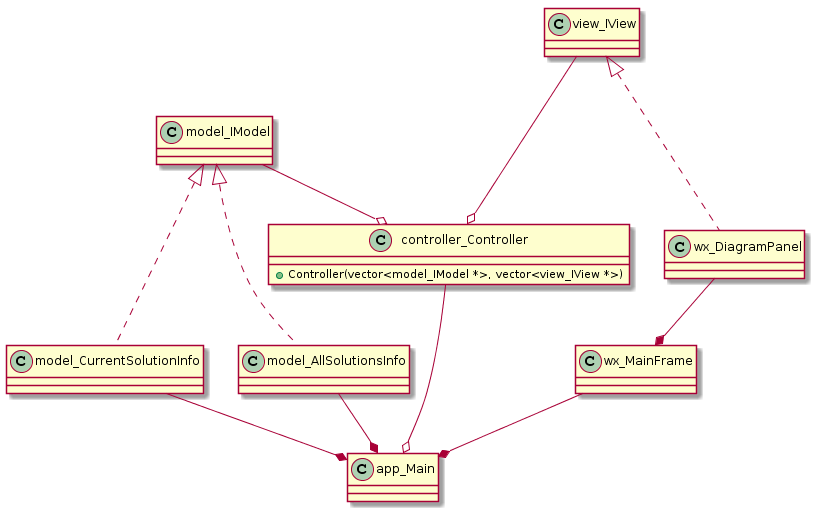 C view_IView
C model_IModel
C controller_Controller
Controller(vector<model_IModel *>, vector<view_IView *>)
C wx_DiagramPanel
C model_CurrentSolutionInfo
C model_AllSolutionsInfo
C wx_MainFrame
C app_Main